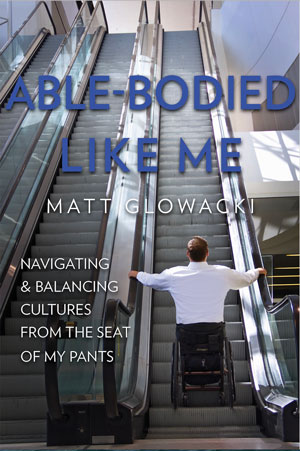 ABLE-BODIED
LIKE ME
MATT GLOWACKI
NAVIGATING
& BALANCING
CULTURES
FROM THE SEAT
OF MY PANTS